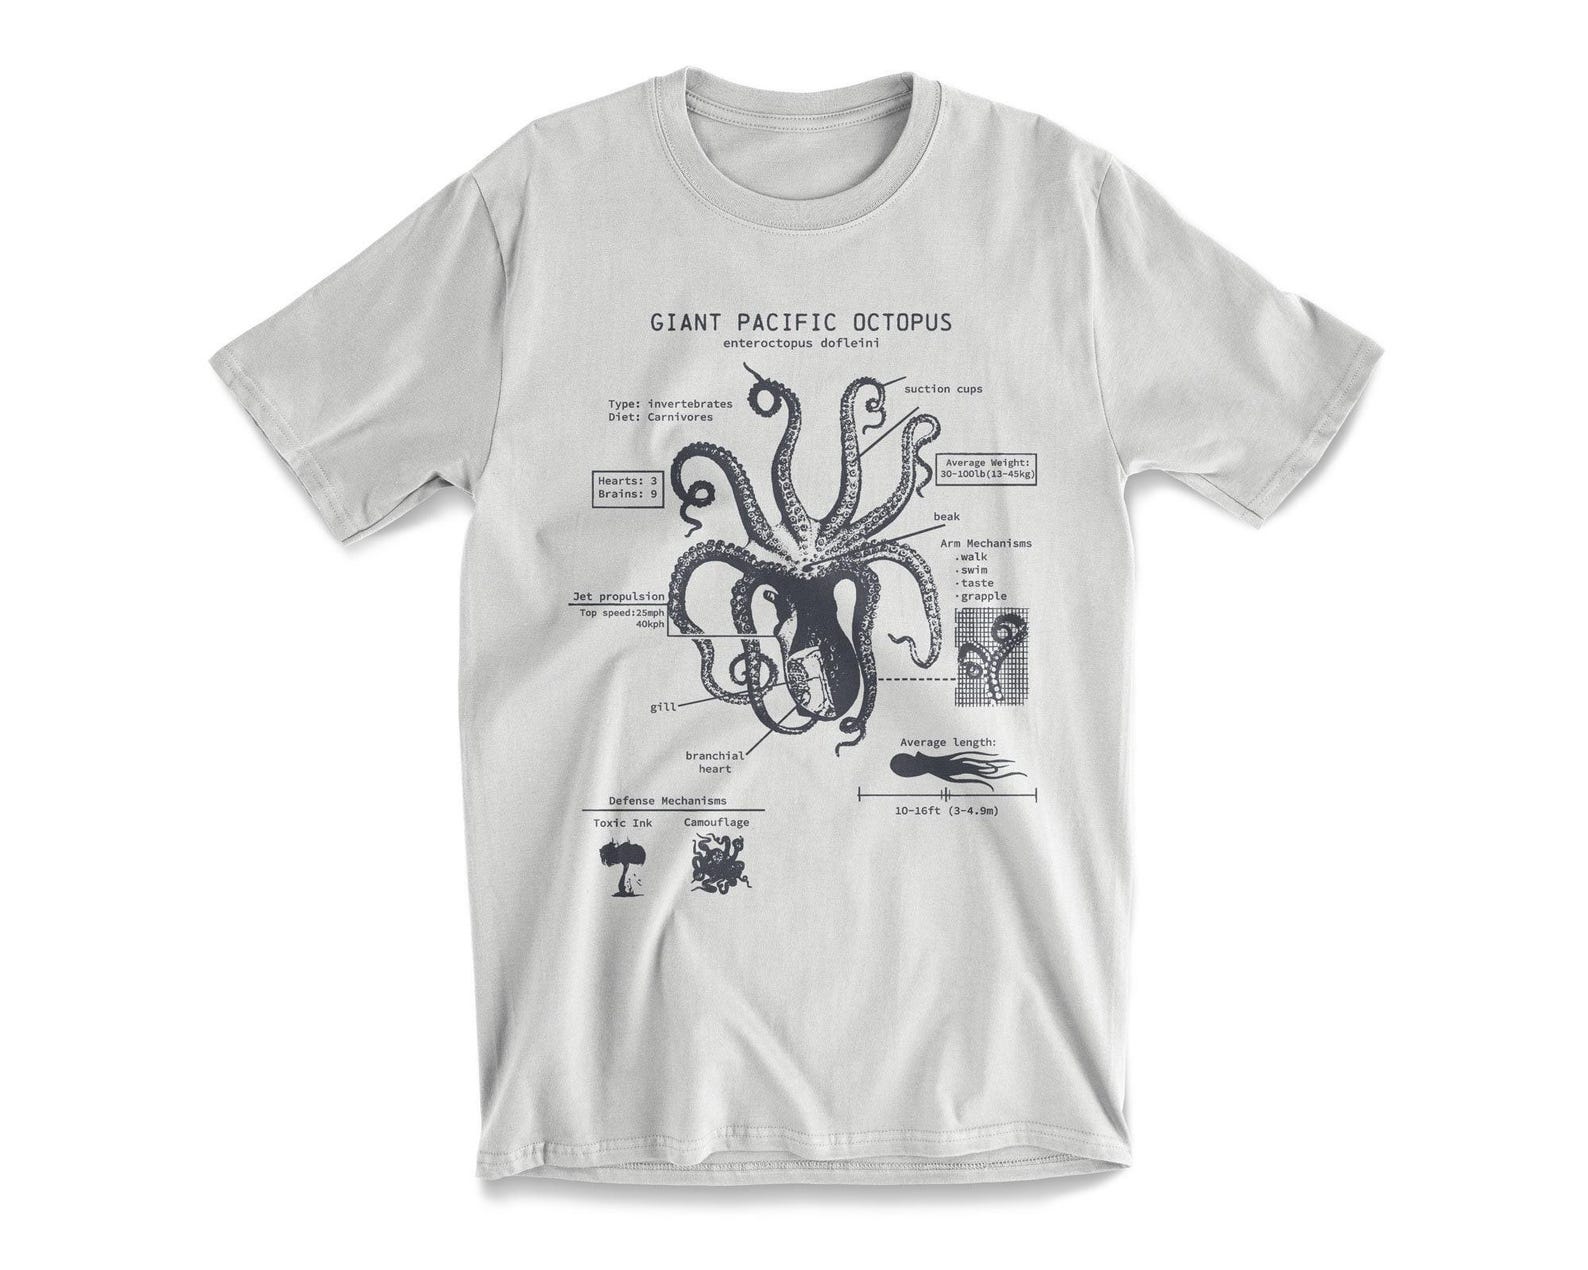 GIANT PACIFIC OCTOPUS
enteroctopus dofleini
suction cups
Type: invertebrates
Diet: Carnivores
Average Weight:
30-100lb(13-45kg)
Hearts: 3
Brains: 9
beak
Arm Mechanisms
.walk
·swim
·taste
·grapple
Jet propulsion
Top speed:25mph
40kph
gill
branchial
heart
Average length:
10-16ft (3-4.9m)
Defense Mechanisms
Toxic Ink
Camouflage